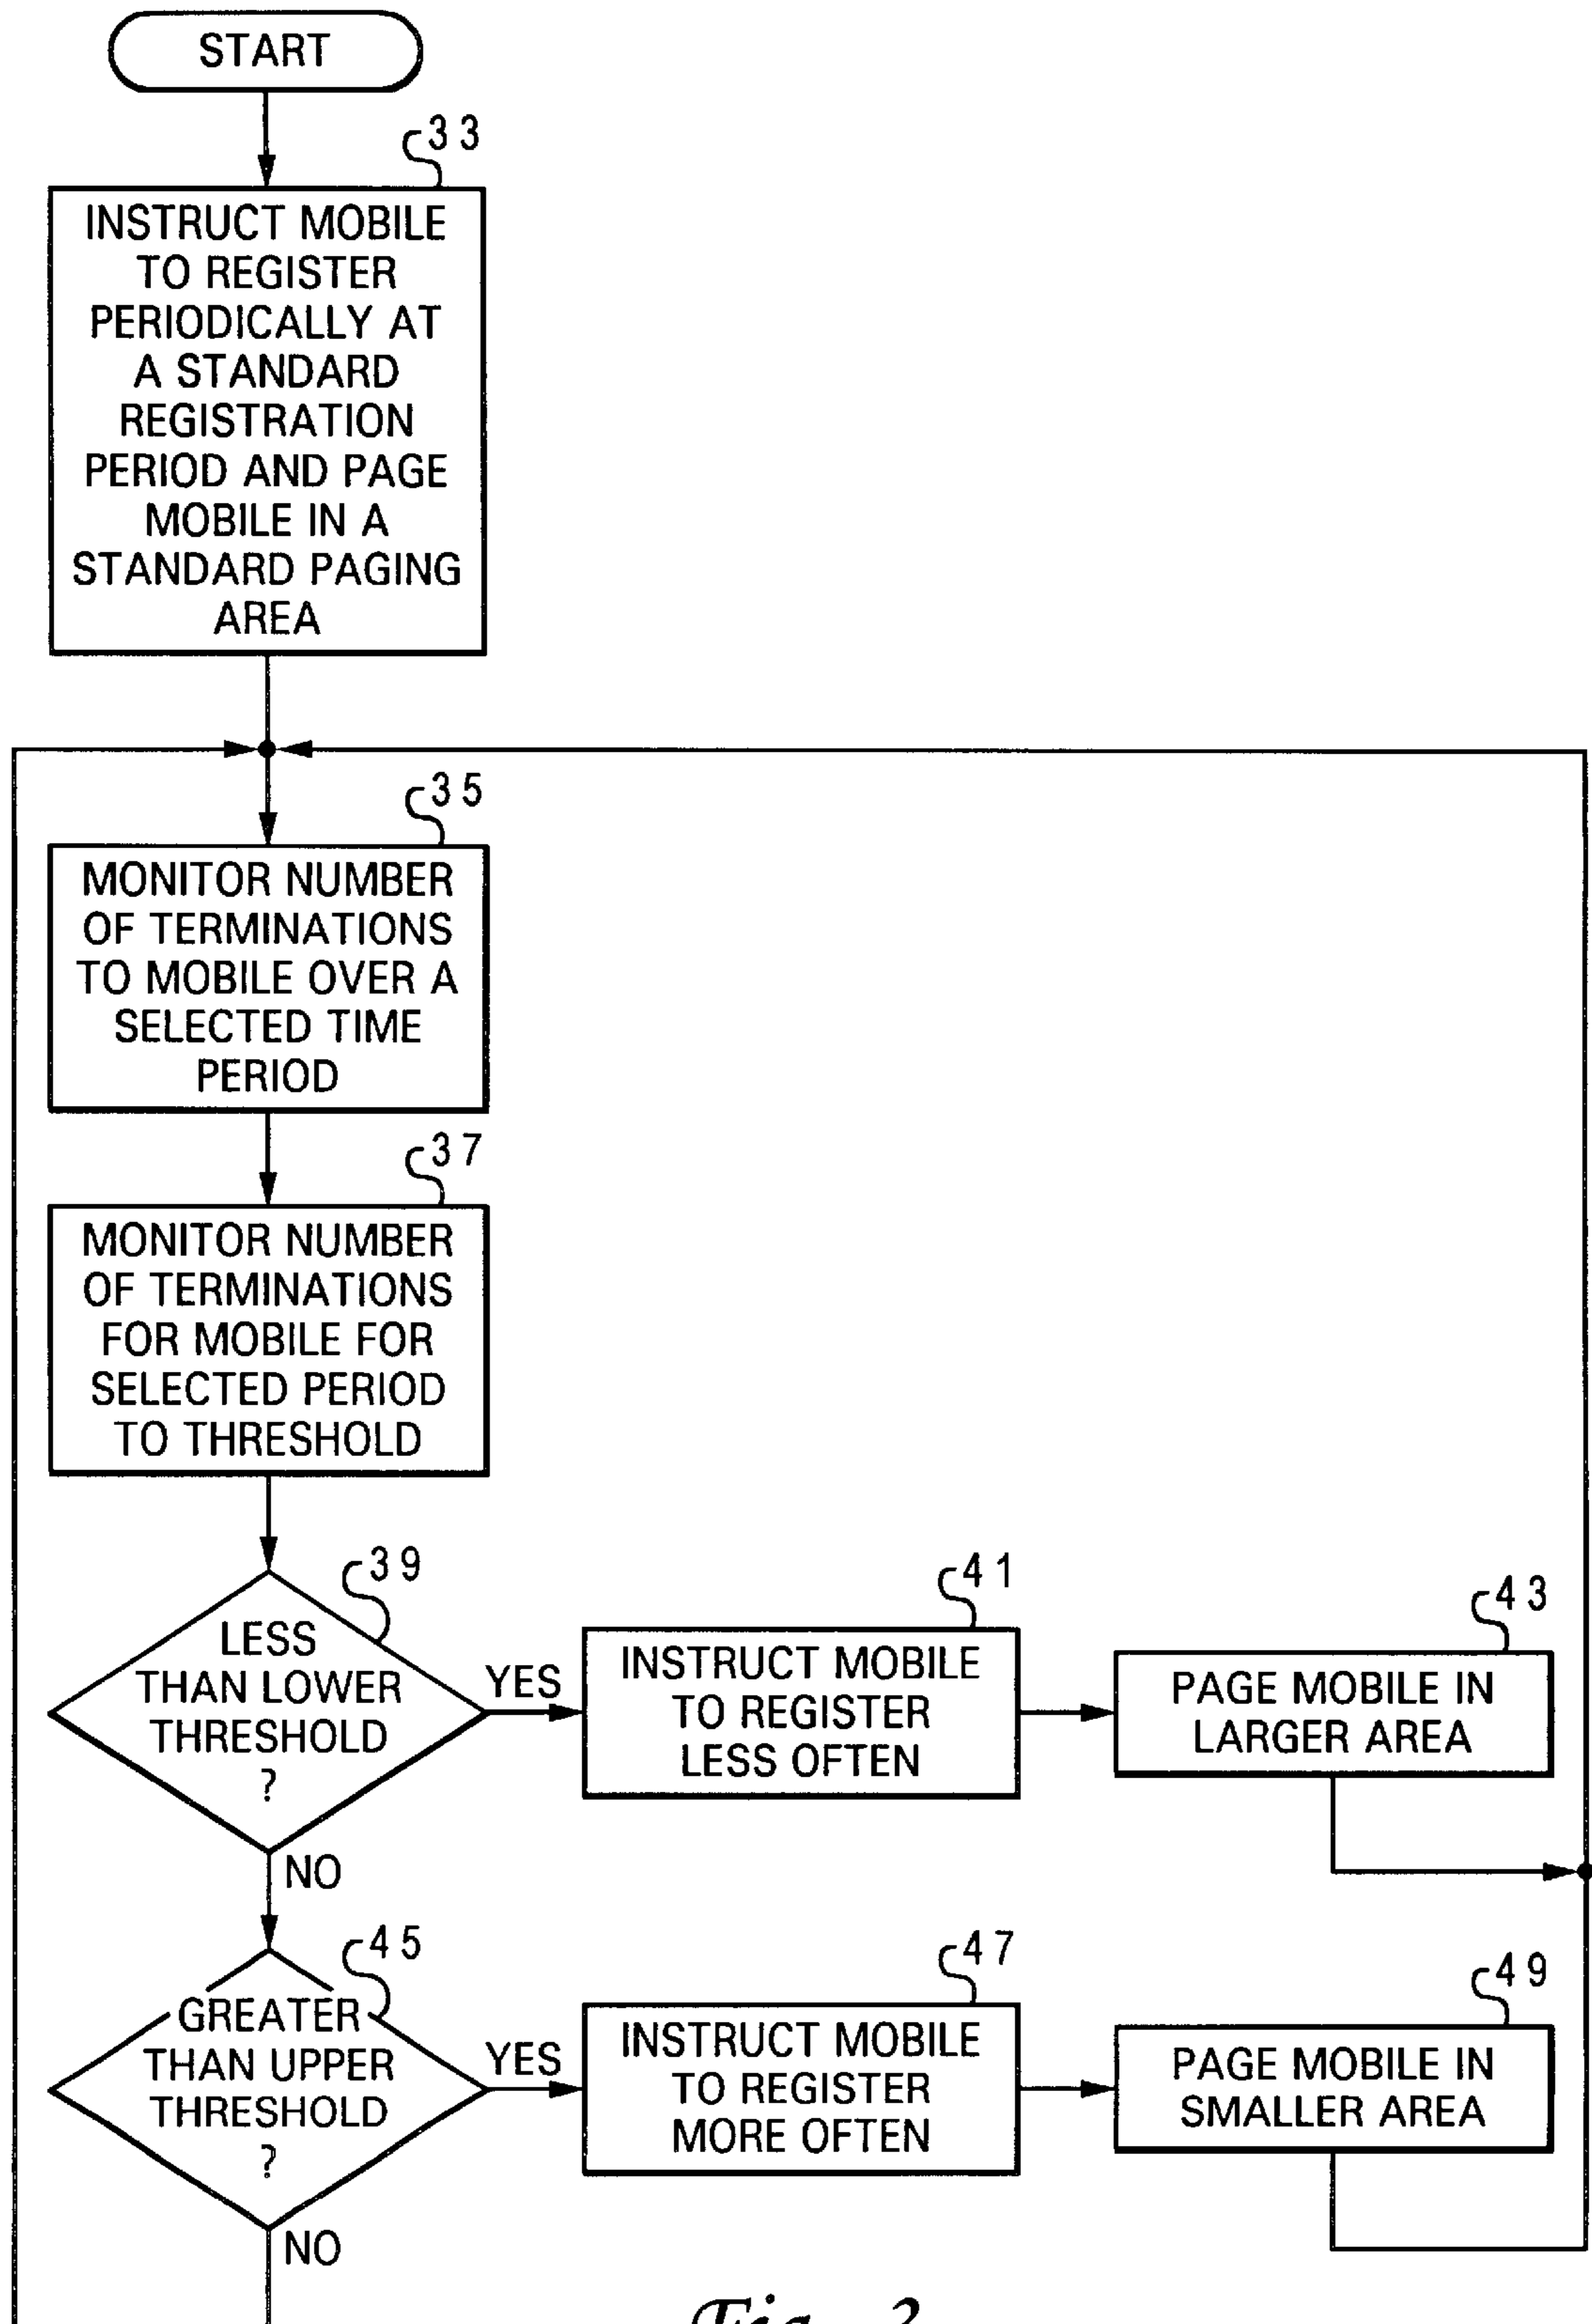 START
33
INSTRUCT MOBILE
TO REGISTER
PERIODICALLY AT
A STANDARD
REGISTRATION
PERIOD AND PAGE
MOBILE IN A
STANDARD PAGING
AREA
35
MONITOR NUMBER
OF TERMINATIONS
TO MOBILE OVER A
SELECTED TIME
PERIOD
37
MONITOR NUMBER
OF TERMINATIONS
FOR MOBILE FOR
SELECTED PERIOD
TO THRESHOLD
39
LESS
THAN LOWER
THRESHOLD
?
YES
NO
41
INSTRUCT MOBILE
TO REGISTER
LESS OFTEN
43
PAGE MOBILE IN
LARGER AREA
45
GREATER
THAN UPPER
THRESHOLD
?
YES
NO
47
INSTRUCT MOBILE
TO REGISTER
MORE OFTEN
49
PAGE MOBILE IN
SMALLER AREA